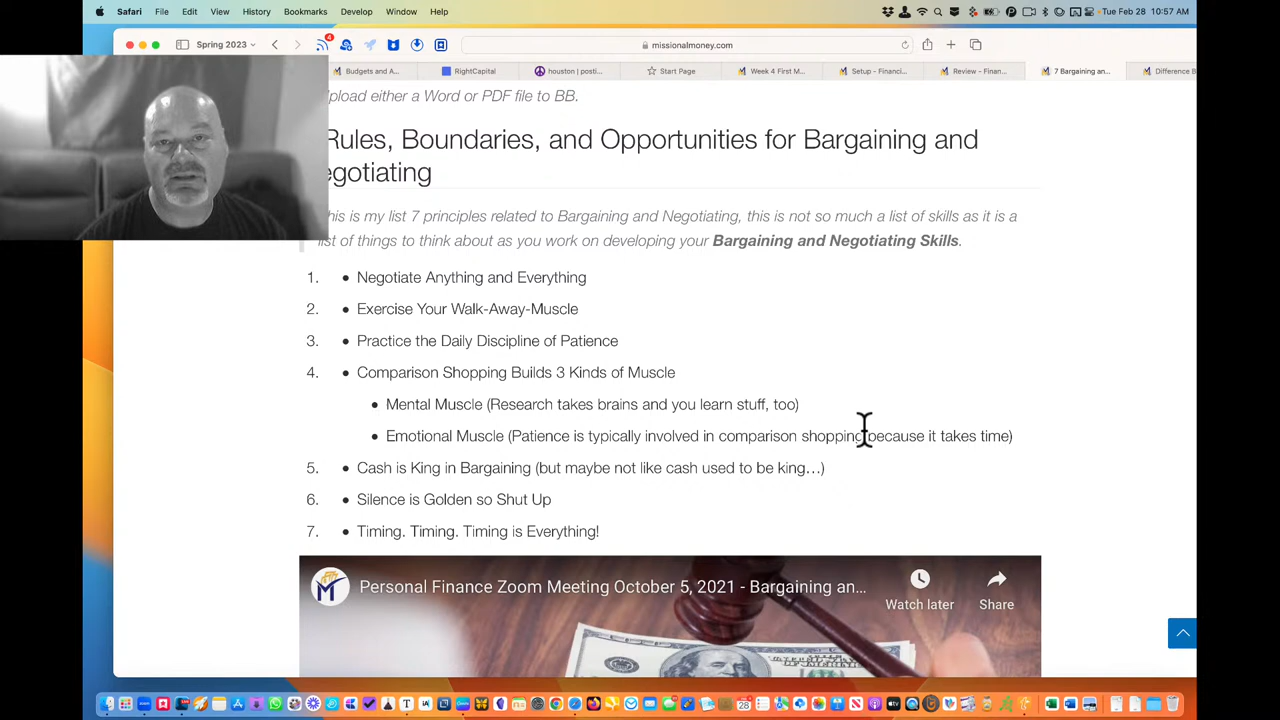 Safari File Edit View History Bookmarks Develop Window Help
Tue Feb 28 10:57 AM
Spring 2023
4
missionalmoney.com
Budgets and A...
RightCapital
houston | posti...
Start Page
Week 4 First M...
Setup - Financi...
Review - Finan...
7 Bargaining an...
Difference B
pload either a Word or PDF file to BB.
Rules, Boundaries, and Opportunities for Bargaining and
egotiating
his is my list 7 principles related to Bargaining and Negotiating, this is not so much a list of skills as it is a
list of things to think about as you work on developing your Bargaining and Negotiating Skills.
1. • Negotiate Anything and Everything
2. • Exercise Your Walk-Away-Muscle
3. • Practice the Daily Discipline of Patience
4. • Comparison Shopping Builds 3 Kinds of Muscle
• Mental Muscle (Research takes brains and you learn stuff, too)
• Emotional Muscle (Patience is typically involved in comparison shopping because it takes time)
5. • Cash is King in Bargaining (but maybe not like cash used to be king...)
6. • Silence is Golden so Shut Up
7. • Timing. Timing. Timing is Everything!
Personal Finance Zoom Meeting October 5, 2021 - Bargaining an...
Watch later
Share